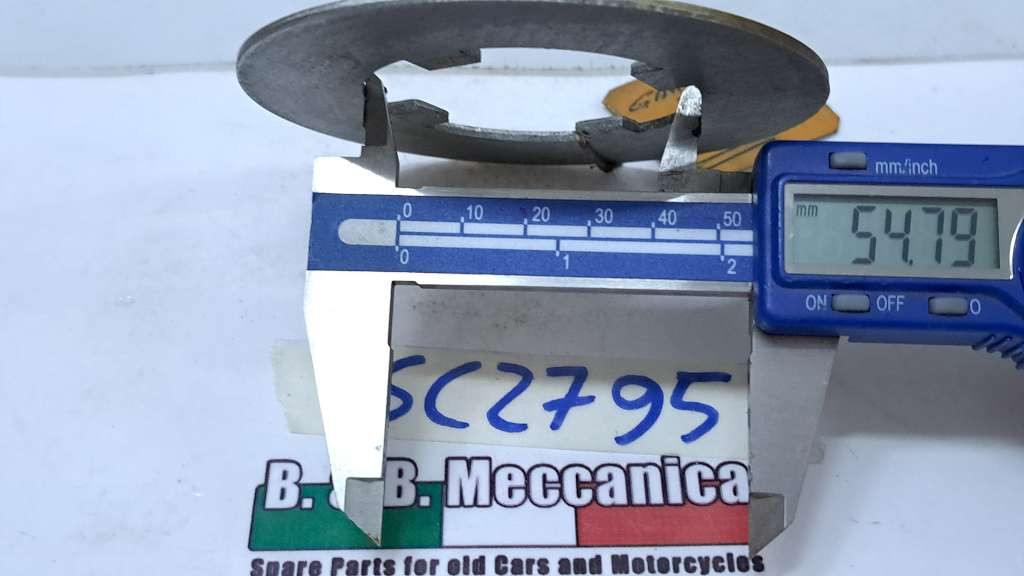 mm/inch
mm
54.79
0 10 20 30 40 50
0 1 2
ON OFF 0
SC2795
B. & B. Meccanica
Spare Parts for old Cars and Motorcycles